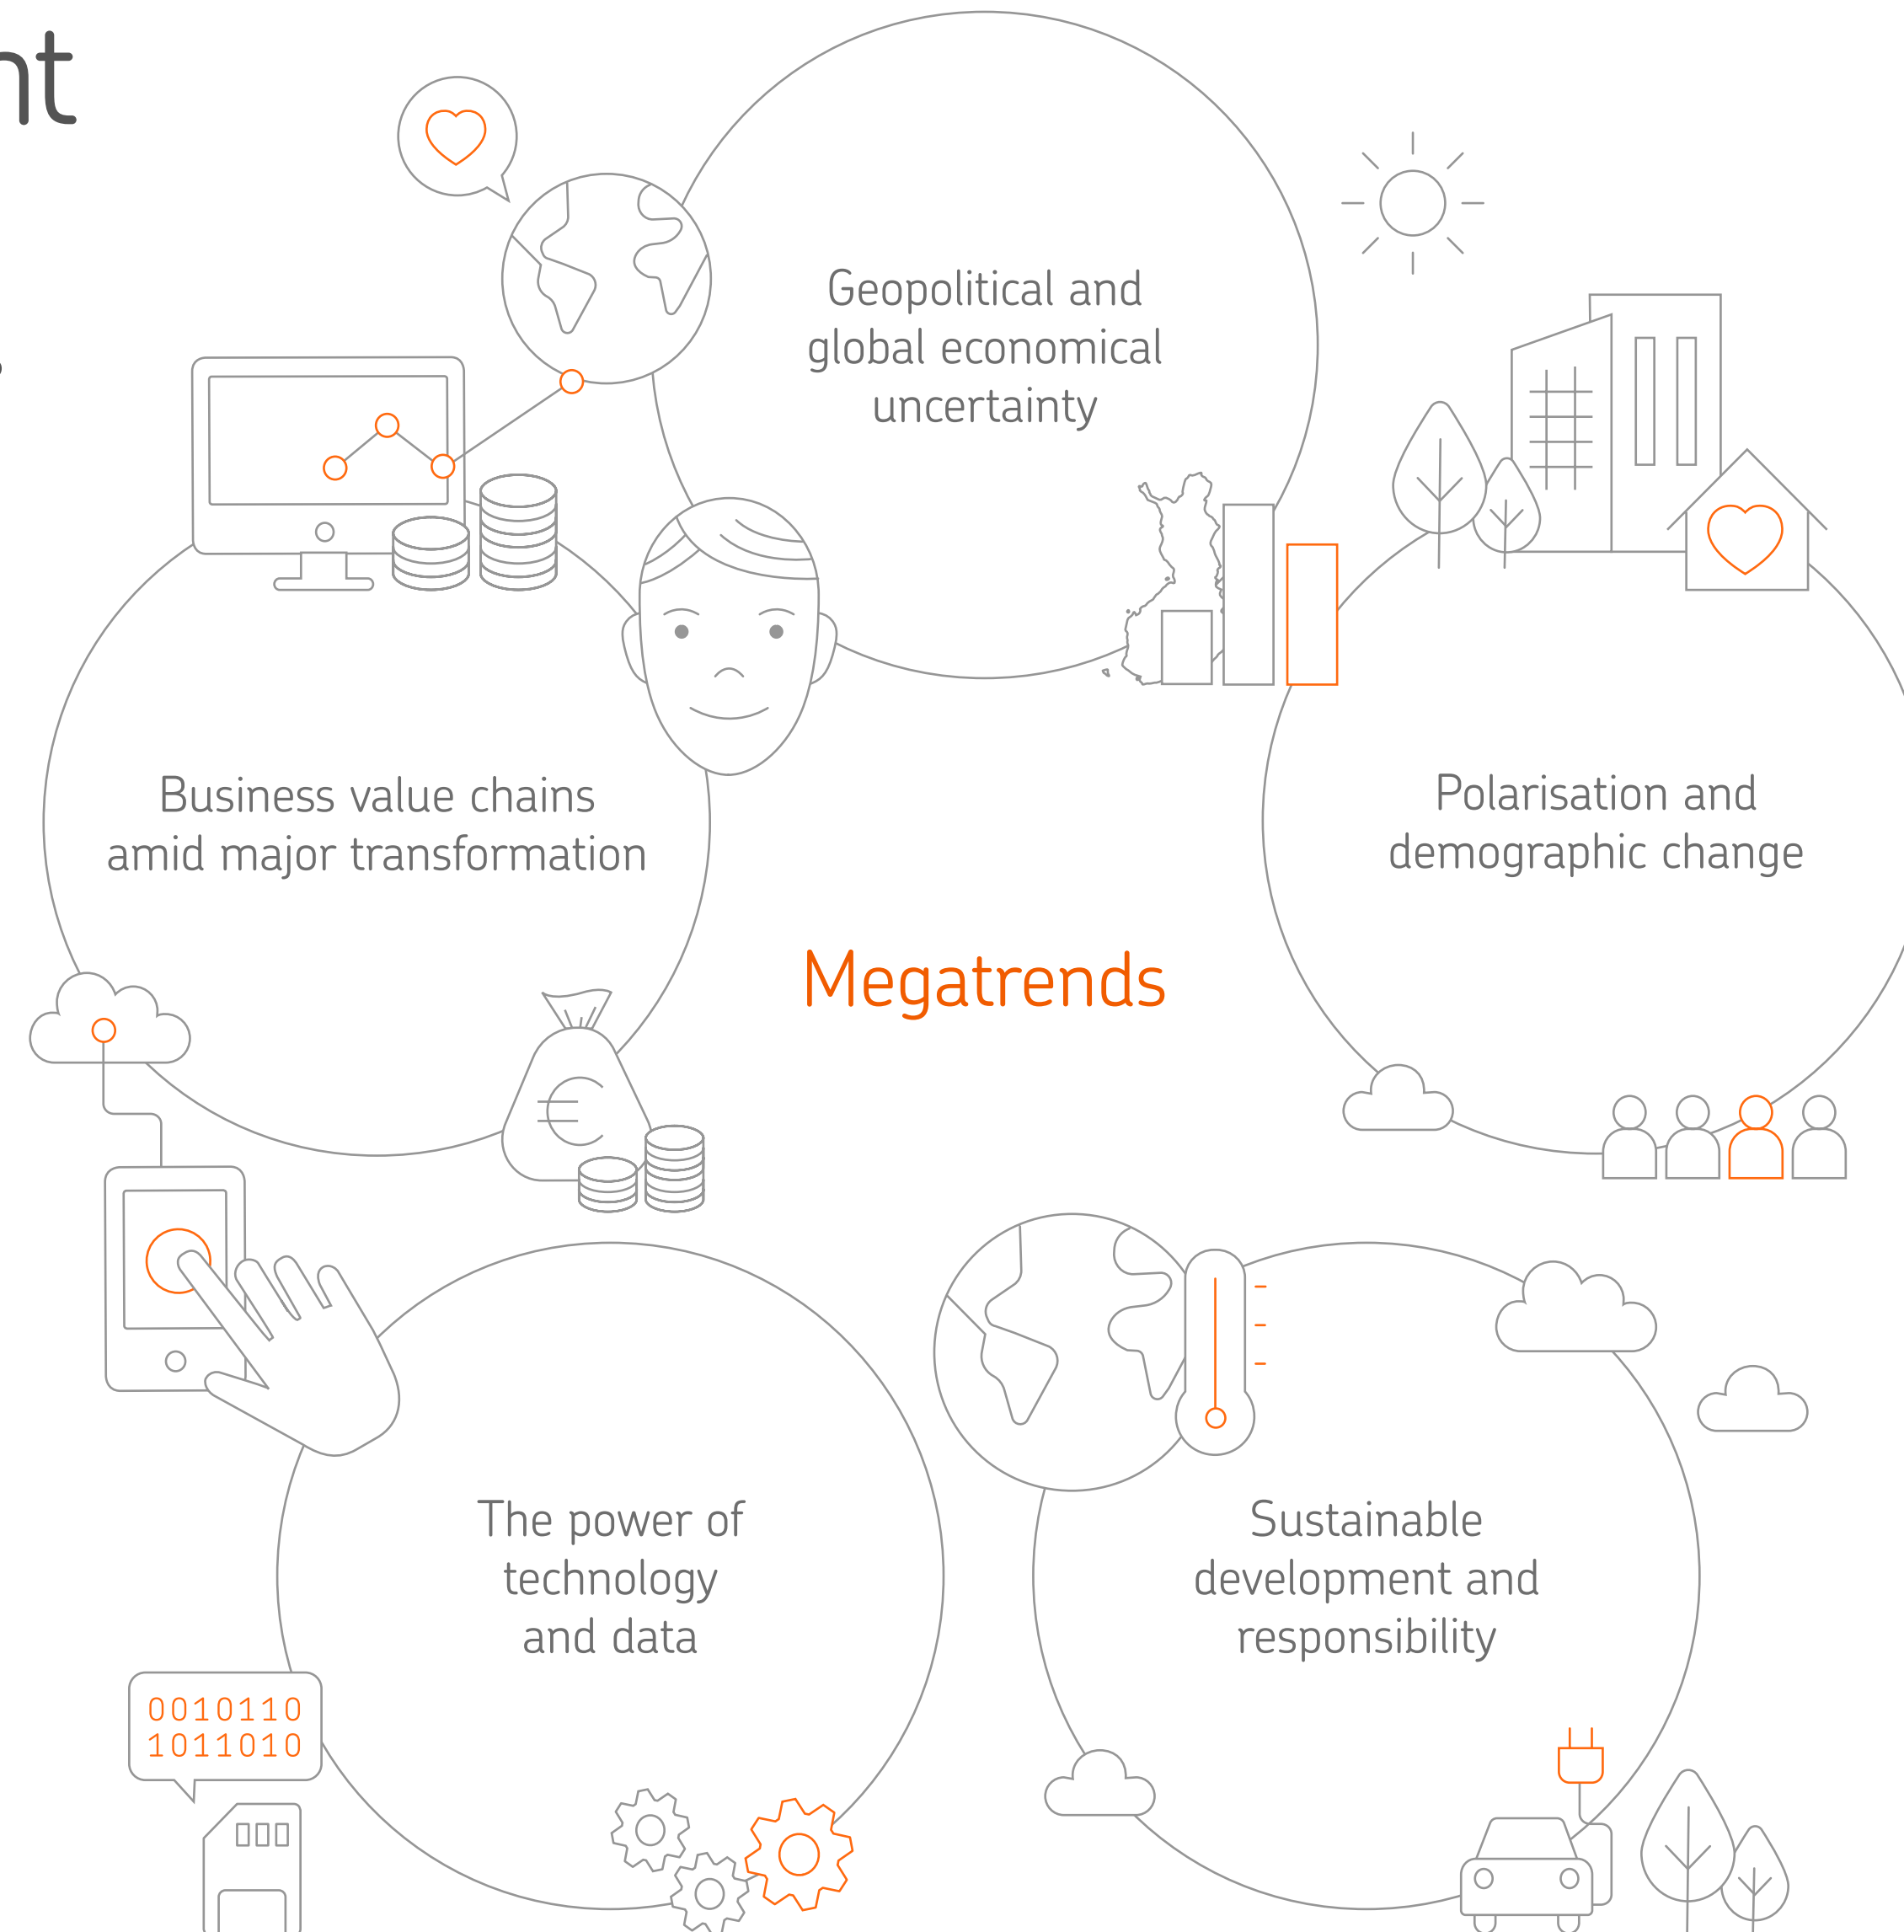 nt
Geopolitical and
global economical
uncertainty
Business value chains
amid major transformation
Polarisation and
demographic change
Megatrends
The power of
technology
and data
Sustainable
development and
responsibility
0010110
1011010